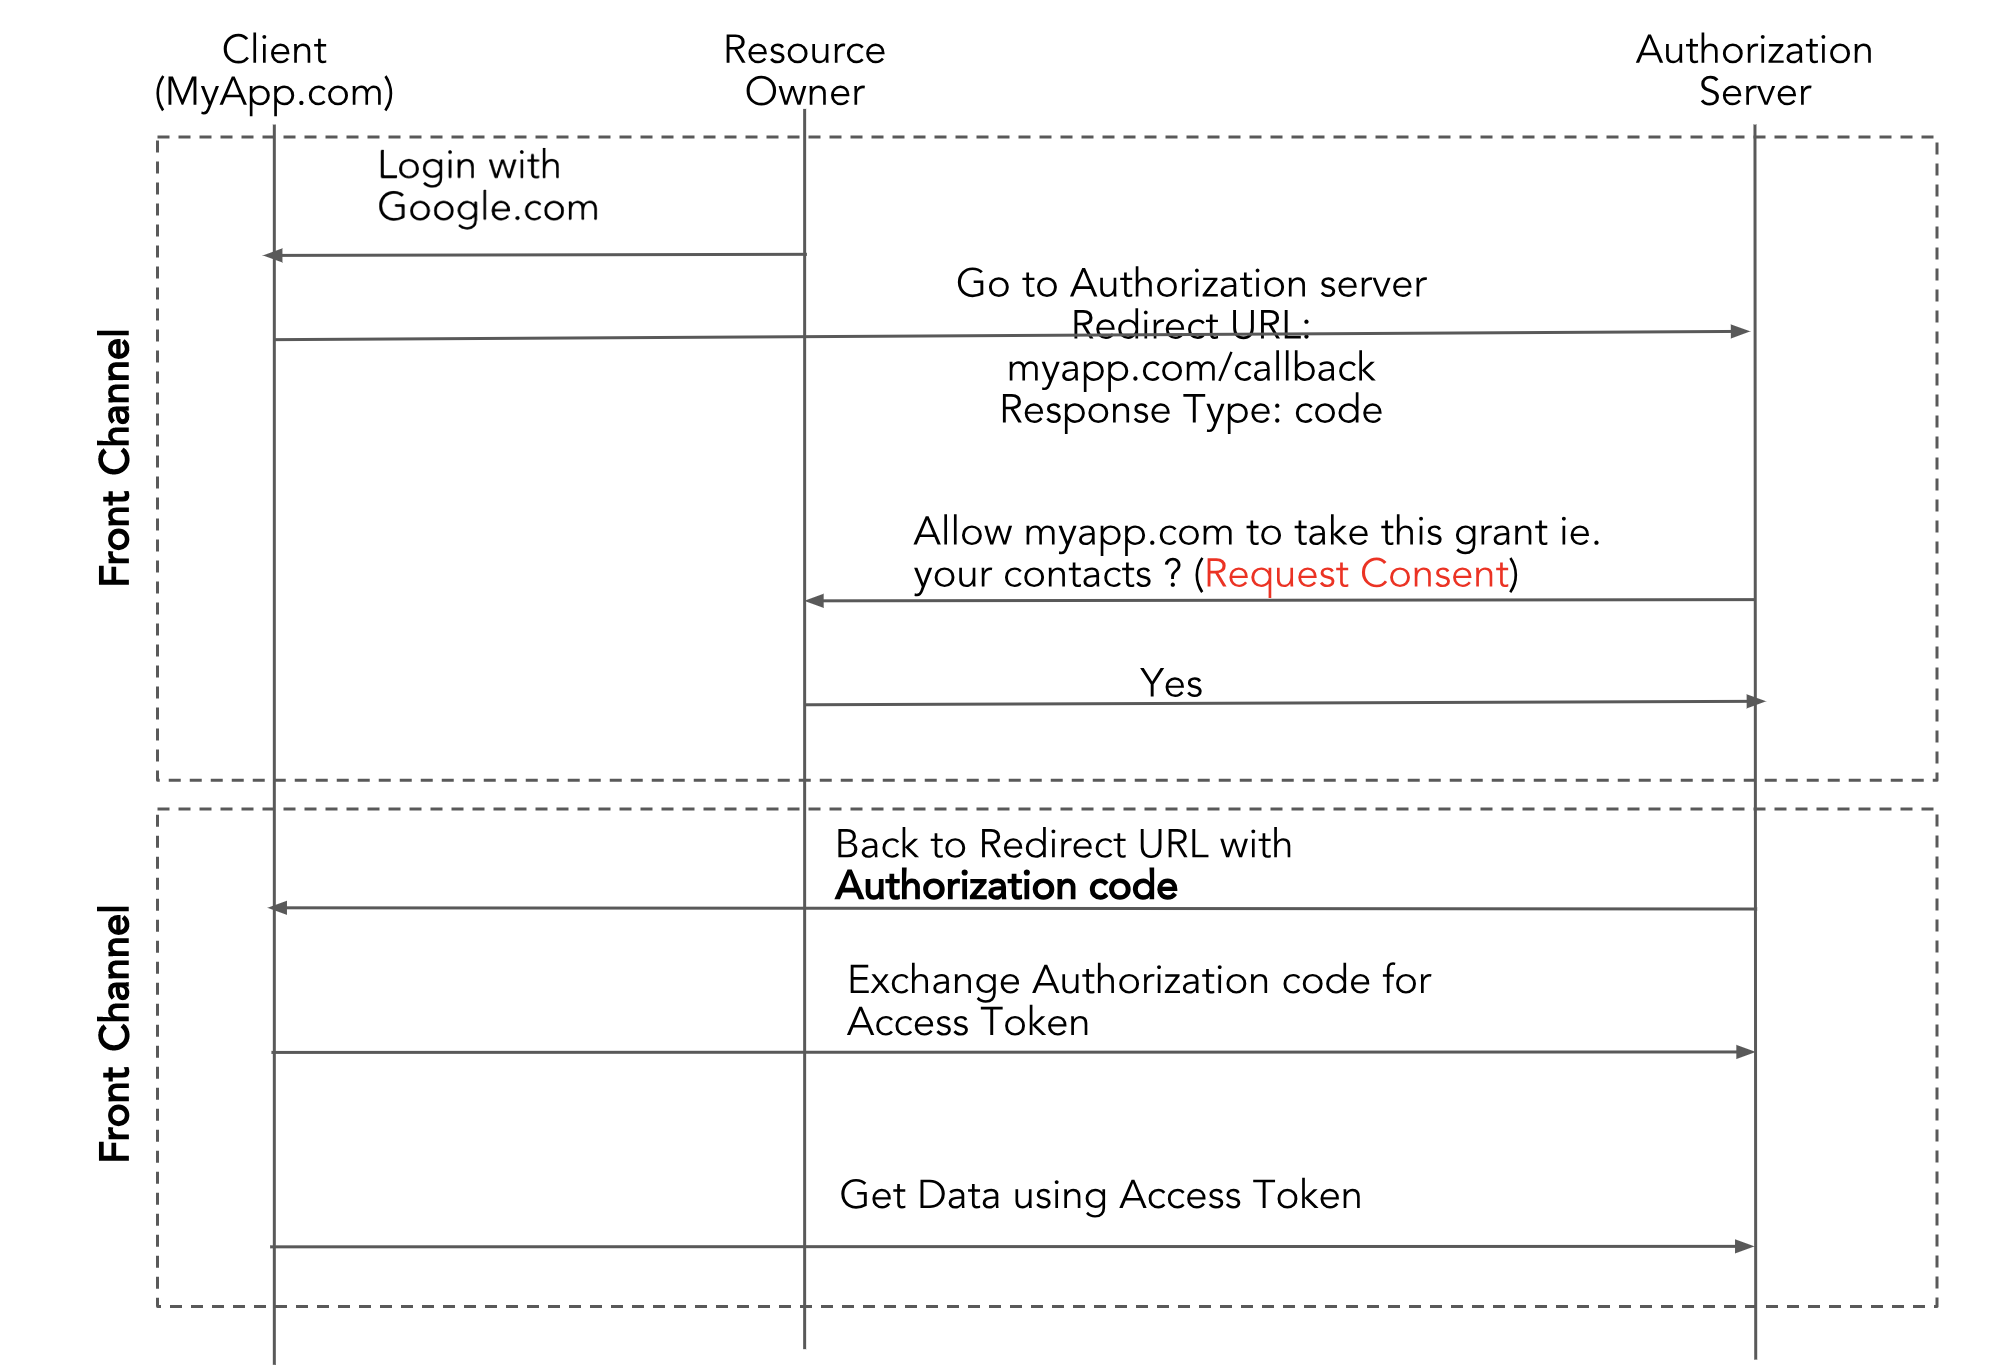 Client
(MyApp.com)
Resource
Owner
Authorization
Server
Login with
Google.com
Go to Authorization server
Redirect URL:
myapp.com/callback
Response Type: code
Front Channel
Allow myapp.com to take this grant ie.
your contacts ? (Request Consent)
Yes
Back to Redirect URL with
Authorization code
Front Channel
Exchange Authorization code for
Access Token
Get Data using Access Token